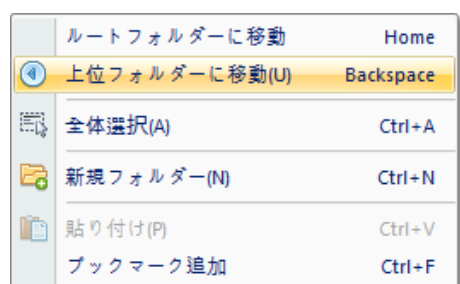 ルートフォルダーに移動 Home
上位フォルダーに移動(U) Backspace
全体選択(A) Ctrl+A
新規フォルダー(N) Ctrl+N
貼り付け(P) Ctrl+V
ブックマーク追加 Ctrl+F